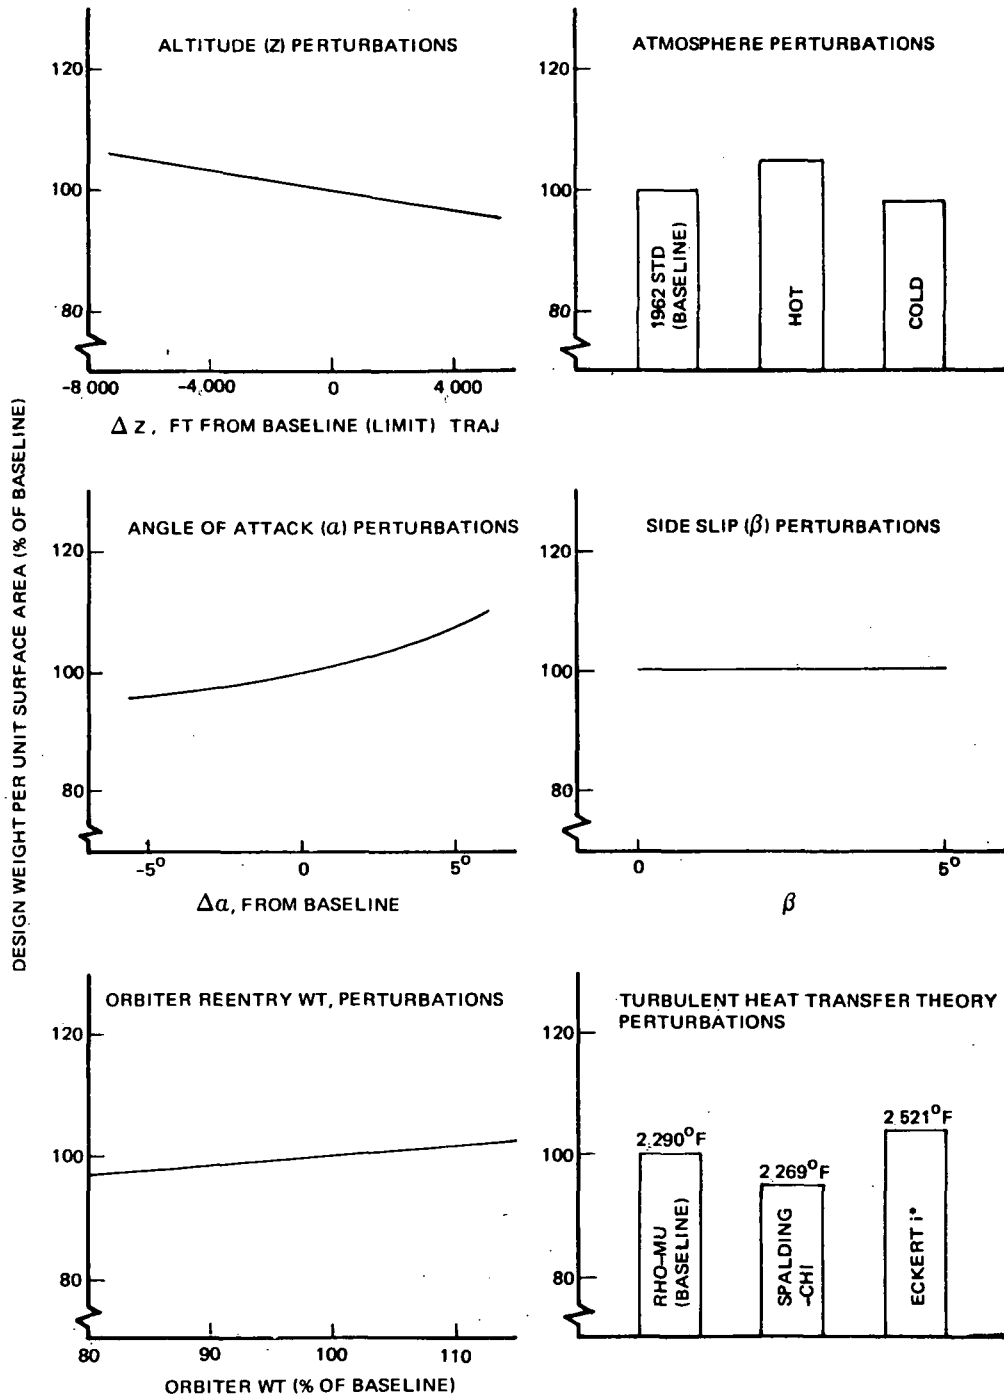 DESIGN WEIGHT PER UNIT SURFACE AREA (% OF BASELINE)
ALTITUDE (Z) PERTURBATIONS
120
100
80
-8 000
-4 000
0
4 000
Δ Z, FT FROM BASELINE (LIMIT) TRAJ
ATMOSPHERE PERTURBATIONS
120
100
80
1962 STD
(BASELINE)
HOT
COLD
ANGLE OF ATTACK (α) PERTURBATIONS
120
100
80
-5°
0
5°
Δα, FROM BASELINE
SIDE SLIP (β) PERTURBATIONS
120
100
80
0
5°
β
ORBITER REENTRY WT, PERTURBATIONS
120
100
80
80
90
100
110
ORBITER WT (% OF BASELINE)
TURBULENT HEAT TRANSFER THEORY
PERTURBATIONS
120
100
80
2 290°F
2 269°F
2 521°F
RHO-MU
(BASELINE)
SPALDING
-CHI
ECKERT i*